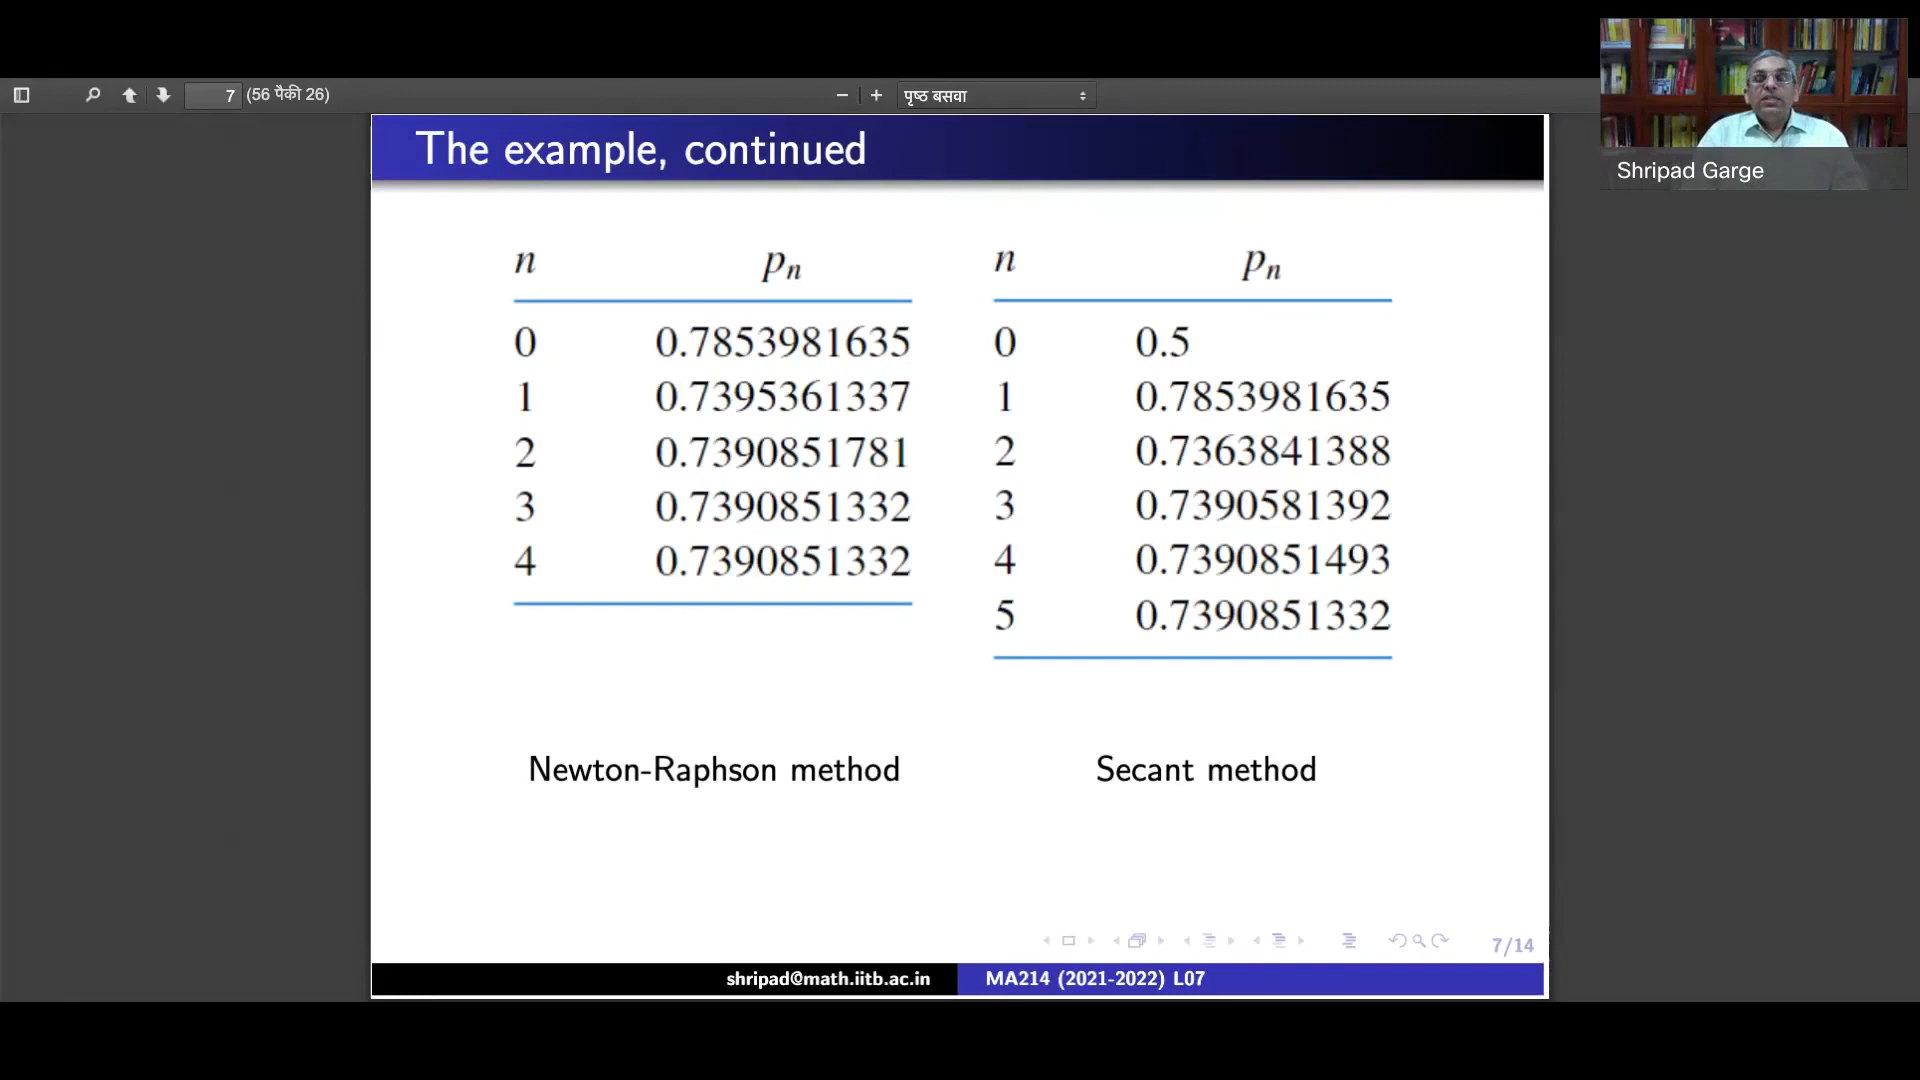 7 (56 पैकी 26)
पृष्ठ बसवा
Shripad Garge
The example, continued
n pn
0 0.7853981635
1 0.7395361337
2 0.7390851781
3 0.7390851332
4 0.7390851332
Newton-Raphson method
n pn
0 0.5
1 0.7853981635
2 0.7363841388
3 0.7390581392
4 0.7390851493
5 0.7390851332
Secant method
7/14
shripad@math.iitb.ac.in MA214 (2021-2022) L07